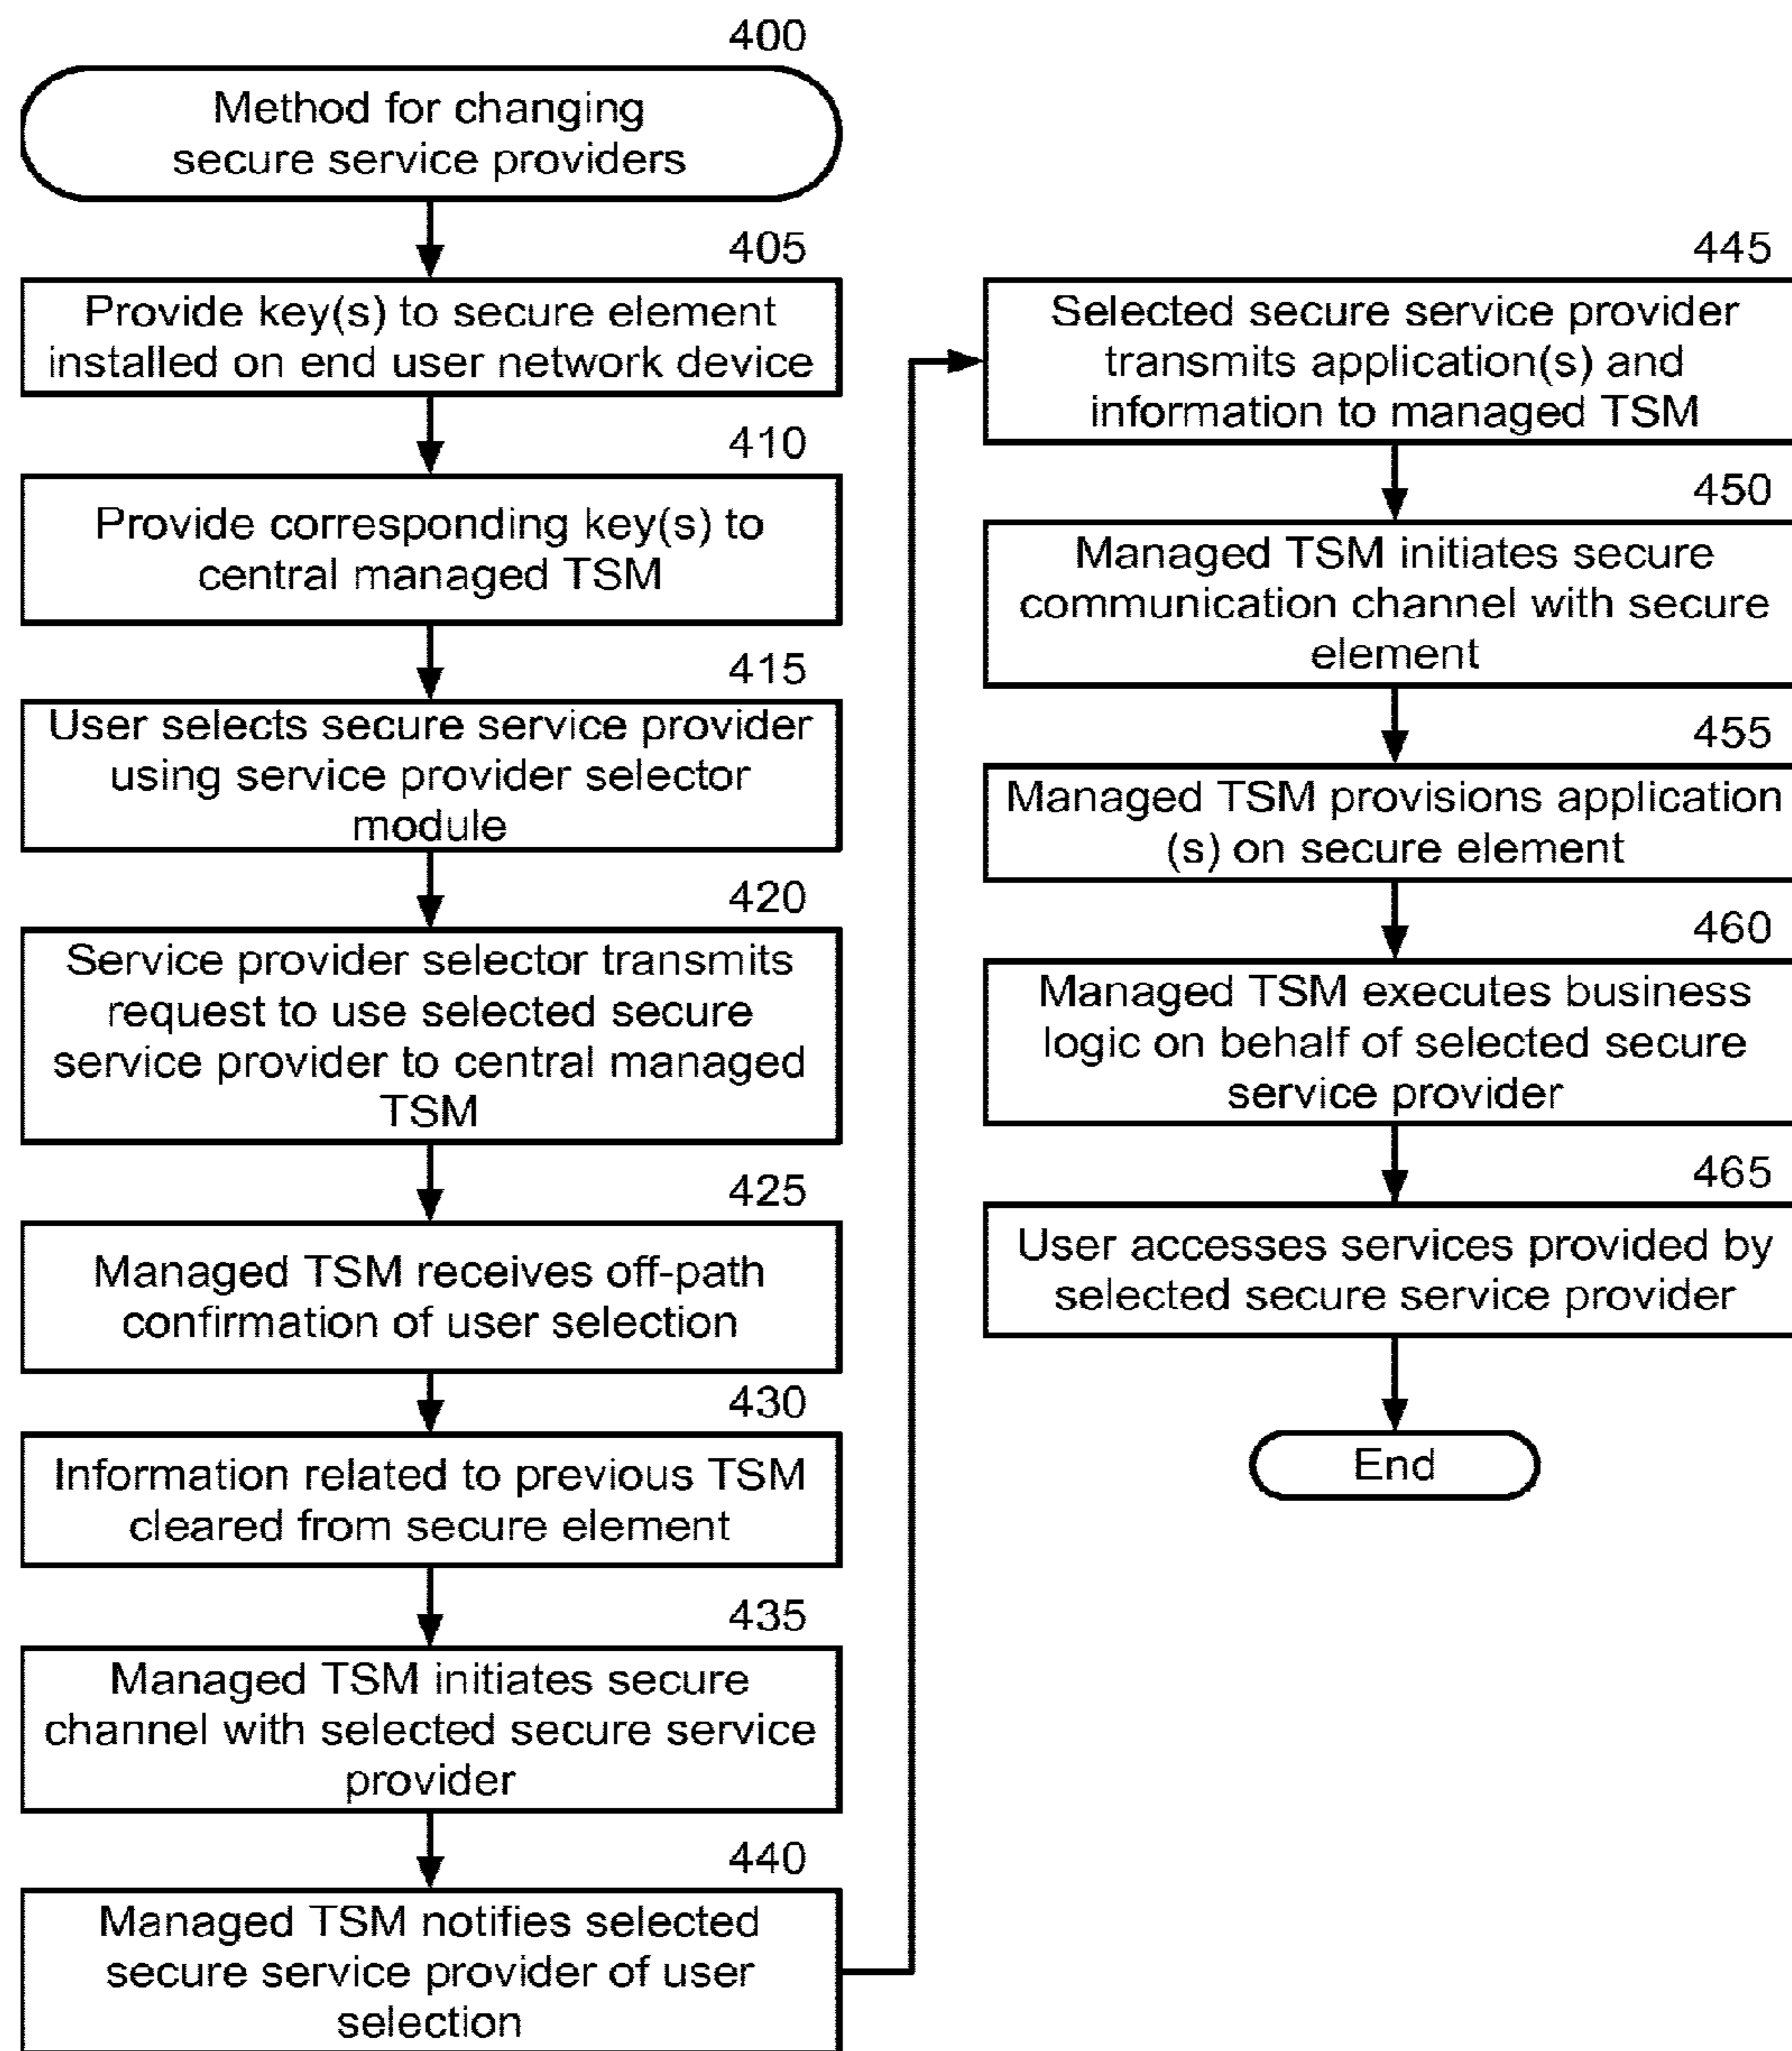 400
Method for changing
secure service providers
405
Provide key(s) to secure element
installed on end user network device
410
Provide corresponding key(s) to
central managed TSM
415
User selects secure service provider
using service provider selector
module
420
Service provider selector transmits
request to use selected secure
service provider to central managed
TSM
425
Managed TSM receives off-path
confirmation of user selection
430
Information related to previous TSM
cleared from secure element
435
Managed TSM initiates secure
channel with selected secure service
provider
440
Managed TSM notifies selected
secure service provider of user
selection
445
Selected secure service provider
transmits application(s) and
information to managed TSM
450
Managed TSM initiates secure
communication channel with secure
element
455
Managed TSM provisions application
(s) on secure element
460
Managed TSM executes business
logic on behalf of selected secure
service provider
465
User accesses services provided by
selected secure service provider
End